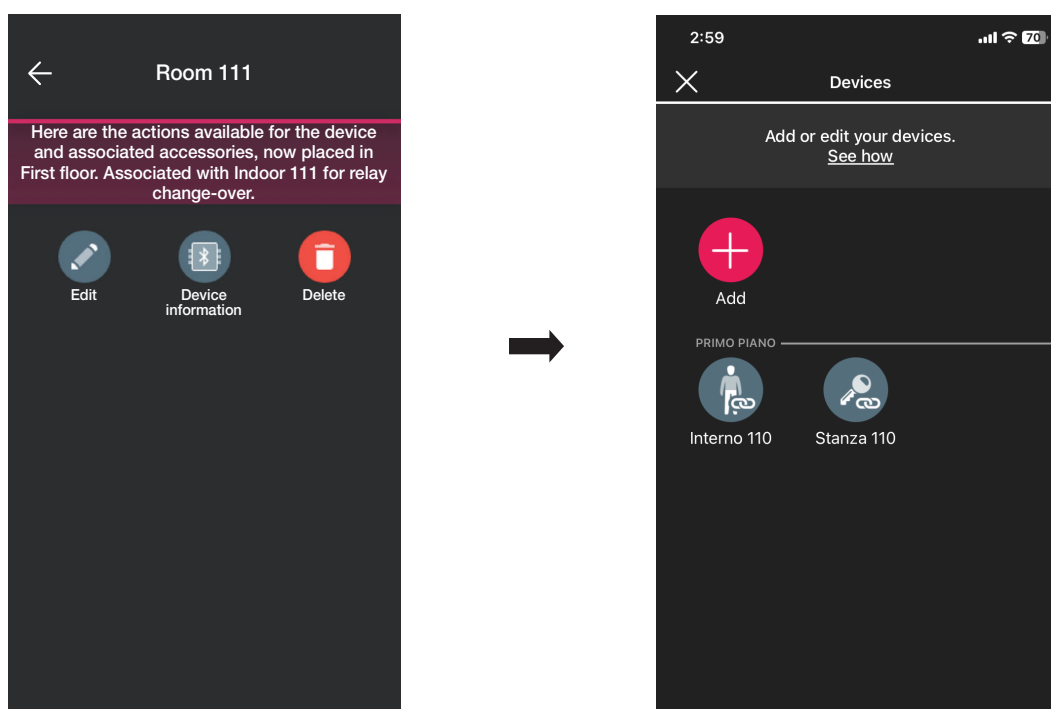 Room 111
Here are the actions available for the device
and associated accessories, now placed in
First floor. Associated with Indoor 111 for relay
change-over.
Edit
Device
information
Delete
2:59
70
Devices
Add or edit your devices.
See how
Add
PRIMO PIANO
Interno 110
Stanza 110